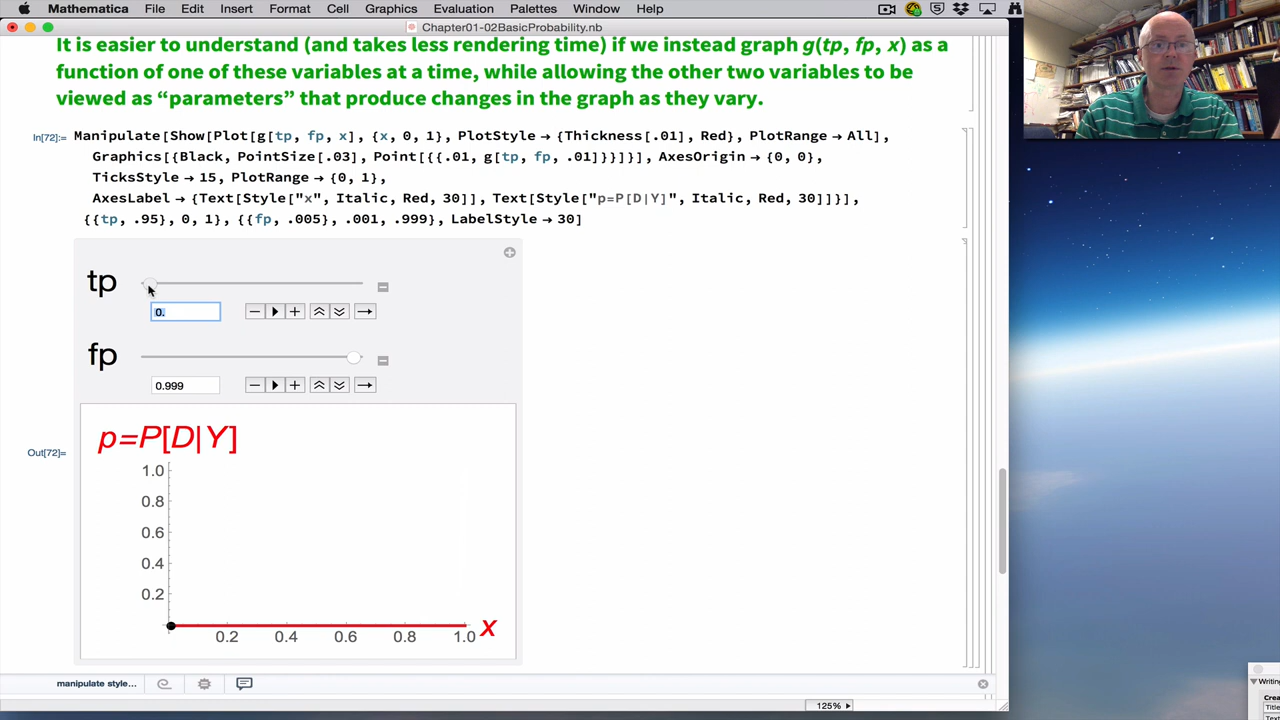 Mathematica File Edit Insert Format Cell Graphics Evaluation Palettes Window Help
Chapter01-02BasicProbability.nb
It is easier to understand (and takes less rendering time) if we instead graph g(tp, fp, x) as a
function of one of these variables at a time, while allowing the other two variables to be
viewed as “parameters” that produce changes in the graph as they vary.
In[72]:= Manipulate[Show[Plot[g[tp, fp, x], {x, 0, 1}, PlotStyle → {Thickness[.01], Red}, PlotRange → All],
Graphics[{Black, PointSize[.03], Point[{{.01, g[tp, fp, .01]}}]}], AxesOrigin → {0, 0},
TicksStyle → 15, PlotRange → {0, 1},
AxesLabel → {Text[Style["x", Italic, Red, 30]], Text[Style["p=P[D|Y]", Italic, Red, 30]]}],
{{tp, .95}, 0, 1}, {{fp, .005}, .001, .999}, LabelStyle → 30]
tp
0.
fp
0.999
Out[72]=
p=P[D|Y]
1.0
0.8
0.6
0.4
0.2
0.2 0.4 0.6 0.8 1.0 x
manipulate style...
125%
Writing
Title